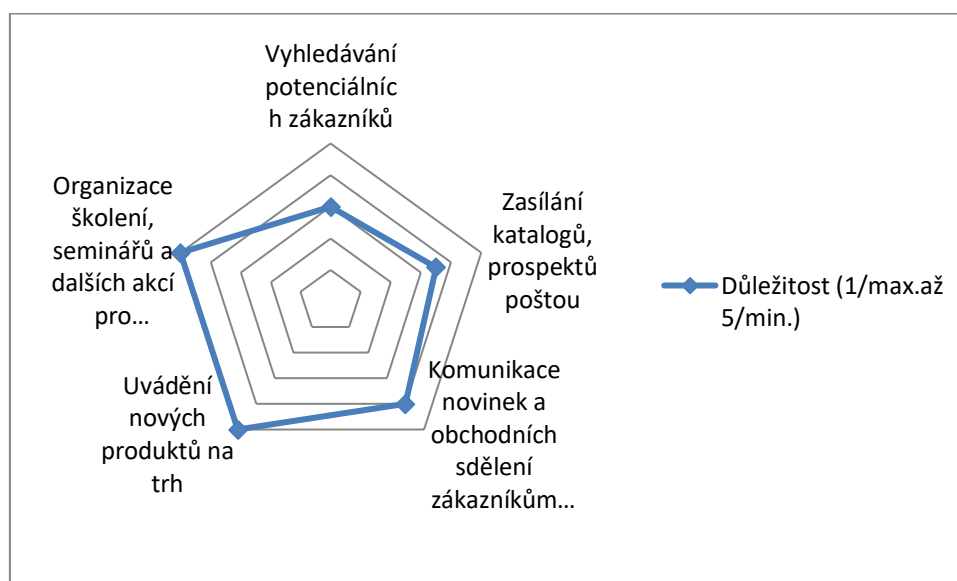 Vyhledávání
potenciálníc
h zákazníků
Zasílání
katalogů,
prospektů
poštou
Komunikace
novinek a
obchodních
sdělení
zákazníkům…
Uvádění
nových
produktů na
trh
Organizace
školení,
seminářů a
dalších akcí
pro…
Důležitost (1/max.až
5/min.)